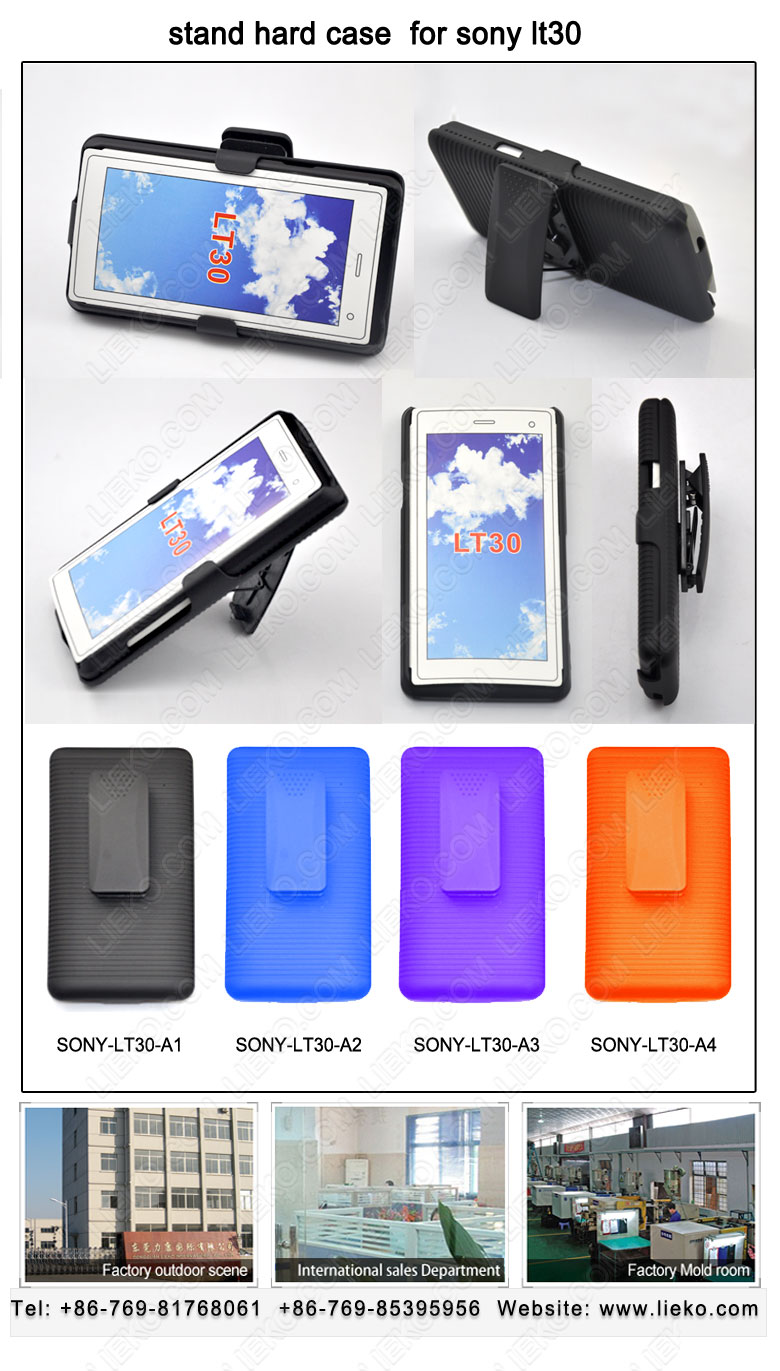 stand hard case for sony lt30
LT30
LT30
LT30
SONY-LT30-A1 SONY-LT30-A2 SONY-LT30-A3 SONY-LT30-A4
Factory outdoor scene International sales Department Factory Mold room
Tel: +86-769-81768061 +86-769-85395956 Website: www.lieko.com
LIEKO.COM